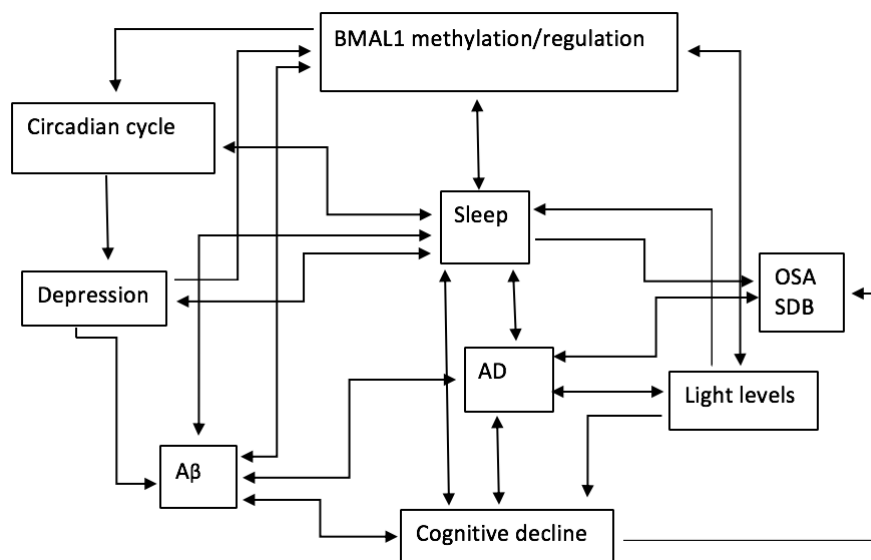 BMAL1 methylation/regulation
Circadian cycle
Sleep
Depression
OSA
SDB
AD
Light levels
Aβ
Cognitive decline